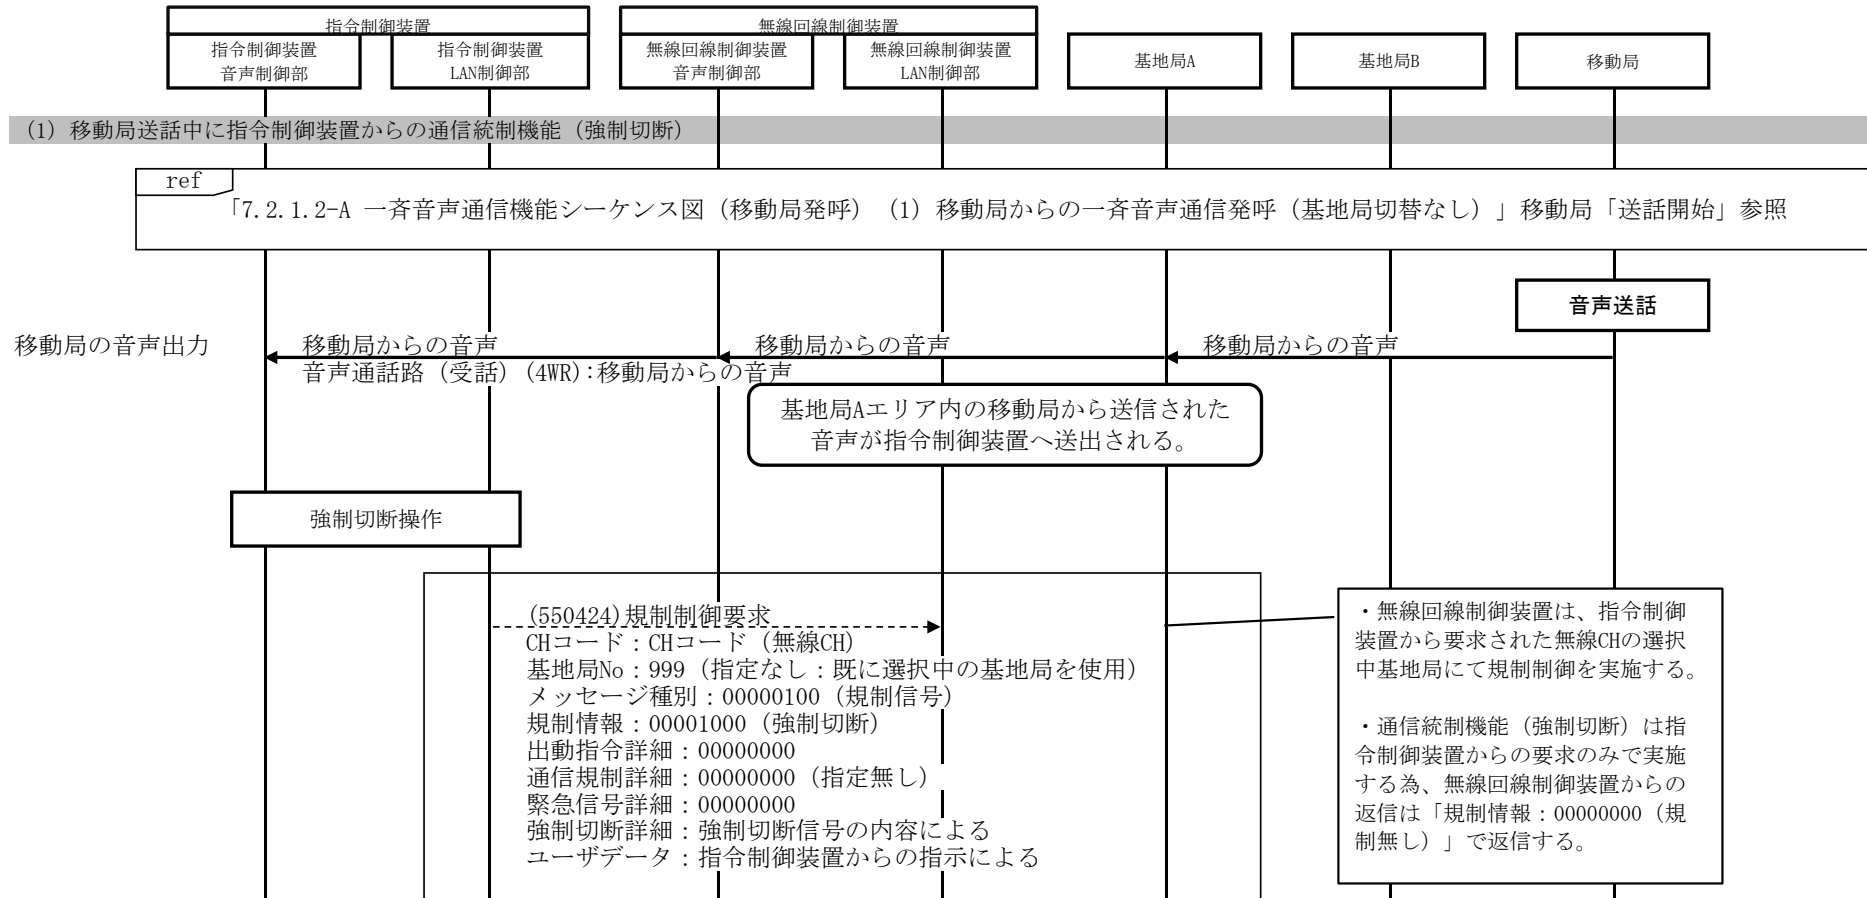 指令制御装置
無線回線制御装置
指令制御装置
音声制御部
指令制御装置
LAN制御部
無線回線制御装置
音声制御部
無線回線制御装置
LAN制御部
基地局A
基地局B
移動局
(1) 移動局送話中に指令制御装置からの通信統制機能（強制切断）
ref
「7.2.1.2-A 一斉音声通信機能シーケンス図（移動局発呼）(1) 移動局からの一斉音声通信発呼（基地局切替なし）」移動局「送話開始」参照
音声送話
移動局の音声出力
移動局からの音声
移動局からの音声
移動局からの音声
音声通話路（受話）(4WR):移動局からの音声
基地局Aエリア内の移動局から送信された
音声が指令制御装置へ送出される。
強制切断操作
(550424)規制制御要求
CHコード：CHコード（無線CH）
基地局No：999（指定なし：既に選択中の基地局を使用）
メッセージ種別：00000100（規制信号）
規制情報：00001000（強制切断）
出動指令詳細：00000000
通信規制詳細：00000000（指定無し）
緊急信号詳細：00000000
強制切断詳細：強制切断信号の内容による
ユーザデータ：指令制御装置からの指示による
・無線回線制御装置は、指令制御
装置から要求された無線CHの選択
中基地局にて規制制御を実施する。
・通信統制機能（強制切断）は指
令制御装置からの要求のみで実施
する為、無線回線制御装置からの
返信は「規制情報：00000000（規
制無し）」で返信する。